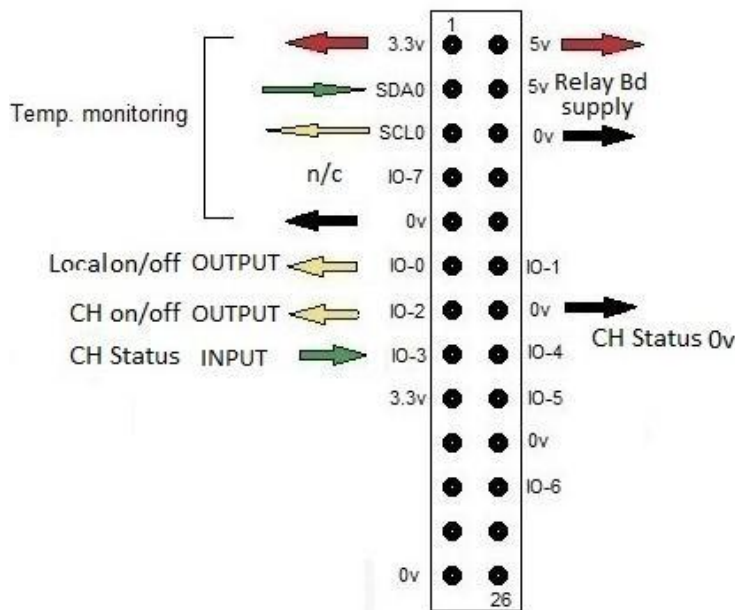 1
3.3v
5v
SDA0
5v
Relay Bd
supply
Temp. monitoring
SCL0
0v
n/c
IO-7
0v
Localon/off OUTPUT
IO-0
IO-1
CH on/off OUTPUT
IO-2
0v
CH Status 0v
CH Status INPUT
IO-3
IO-4
3.3v
IO-5
0v
IO-6
0v
26